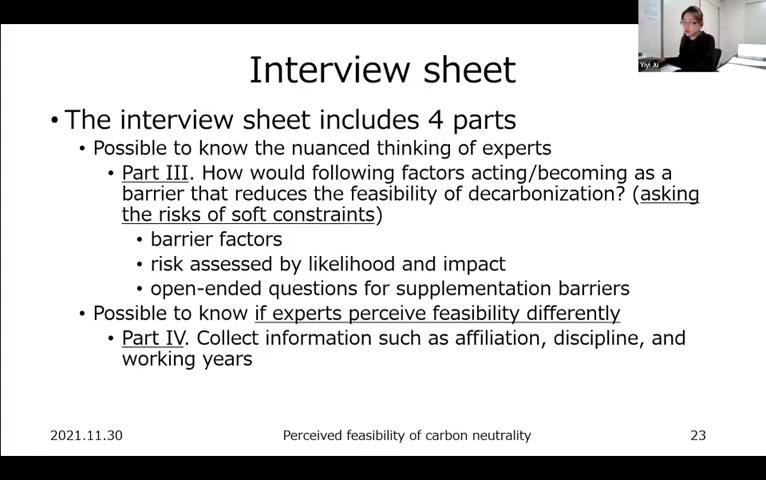 Yiyi Ju
Interview sheet
• The interview sheet includes 4 parts
• Possible to know the nuanced thinking of experts
• Part III. How would following factors acting/becoming as a
barrier that reduces the feasibility of decarbonization? (asking
the risks of soft constraints)
• barrier factors
• risk assessed by likelihood and impact
• open-ended questions for supplementation barriers
• Possible to know if experts perceive feasibility differently
• Part IV. Collect information such as affiliation, discipline, and
working years
2021.11.30 Perceived feasibility of carbon neutrality 23